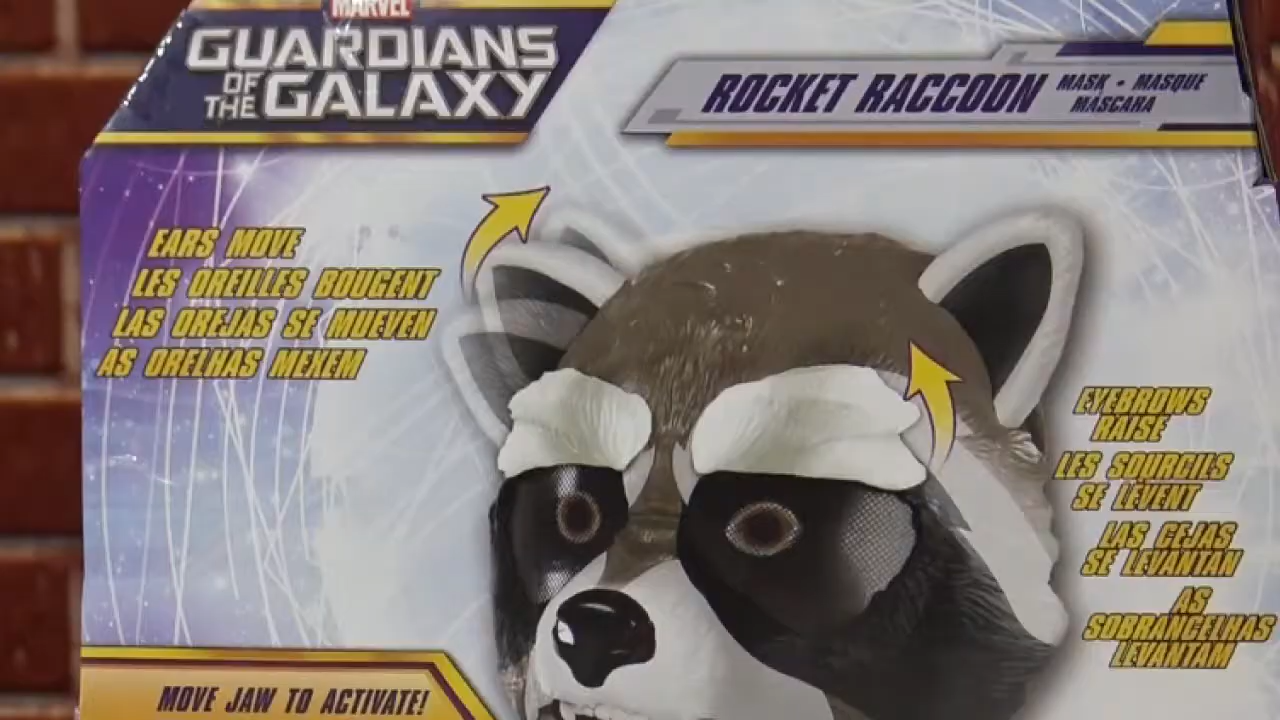 MARVEL
GUARDIANS
OF
THE GALAXY
ROCKET RACCOON
MASK • MASQUE
MÁSCARA
EARS MOVE
LES OREILLES BOUGENT
LAS OREJAS SE MUEVEN
AS ORELHAS MEXEM
EYEBROWS
RAISE
LES SOURCILS
SE LÈVENT
LAS CEJAS
SE LEVANTAN
AS
SOBRANCELHAS
LEVANTAM
MOVE JAW TO ACTIVATE!